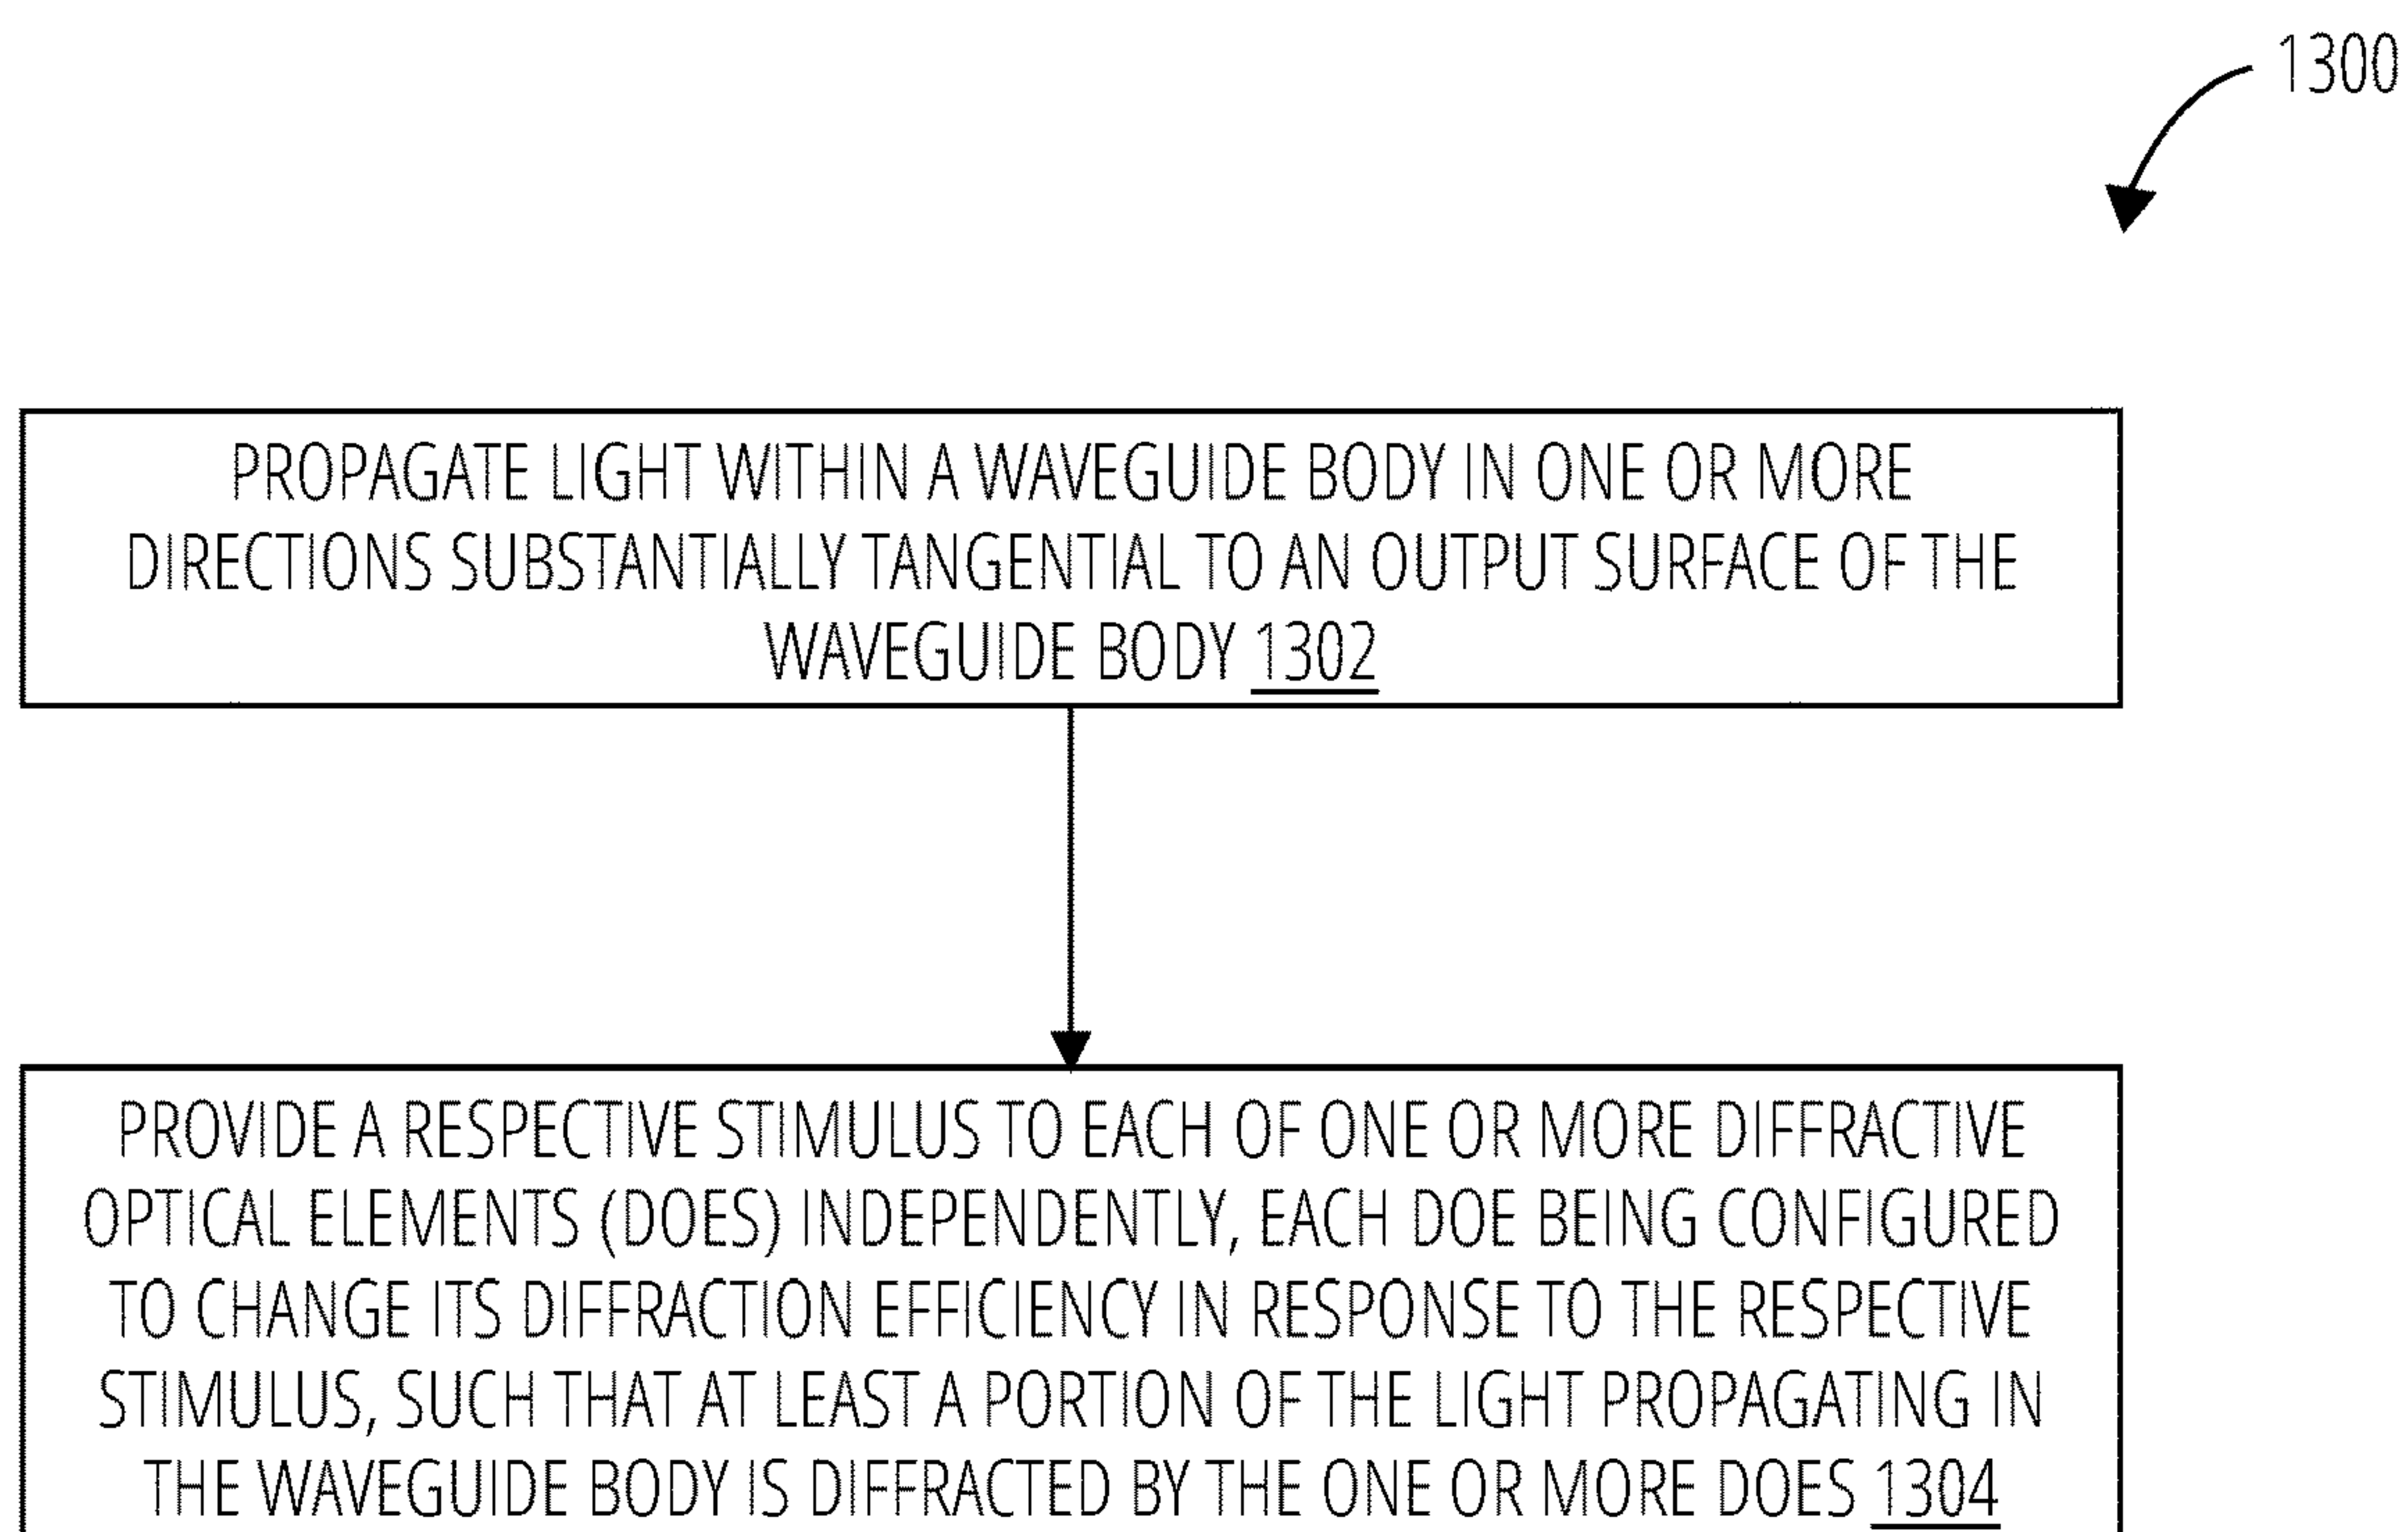 1300
PROPAGATE LIGHT WITHIN A WAVEGUIDE BODY IN ONE OR MORE
DIRECTIONS SUBSTANTIALLY TANGENTIAL TO AN OUTPUT SURFACE OF THE
WAVEGUIDE BODY 1302
PROVIDE A RESPECTIVE STIMULUS TO EACH OF ONE OR MORE DIFFRACTIVE
OPTICAL ELEMENTS (DOES) INDEPENDENTLY, EACH DOE BEING CONFIGURED
TO CHANGE ITS DIFFRACTION EFFICIENCY IN RESPONSE TO THE RESPECTIVE
STIMULUS, SUCH THAT AT LEAST A PORTION OF THE LIGHT PROPAGATING IN
THE WAVEGUIDE BODY IS DIFFRACTED BY THE ONE OR MORE DOES 1304